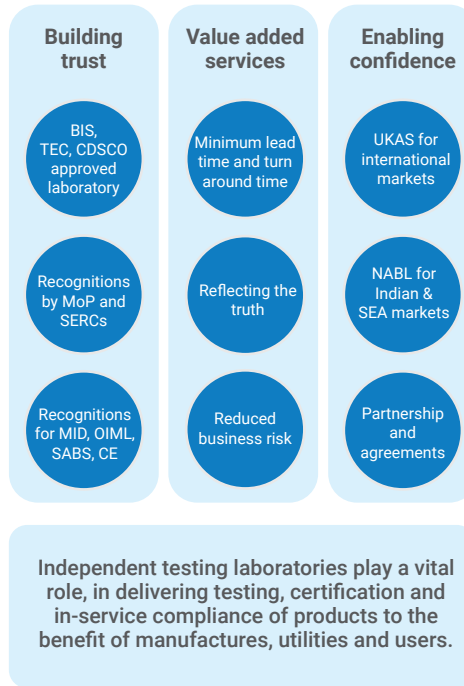 Building
trust
BIS,
TEC, CDSCO
approved
laboratory
Recognitions
by MoP and
SERCs
Recognitions
for MID, OIML,
SABS, CE
Value added
services
Minimum lead
time and turn
around time
Reflecting the
truth
Reduced
business risk
Enabling
confidence
UKAS for
international
markets
NABL for
Indian &
SEA markets
Partnership
and
agreements
Independent testing laboratories play a vital
role, in delivering testing, certification and
in-service compliance of products to the
benefit of manufactures, utilities and users.